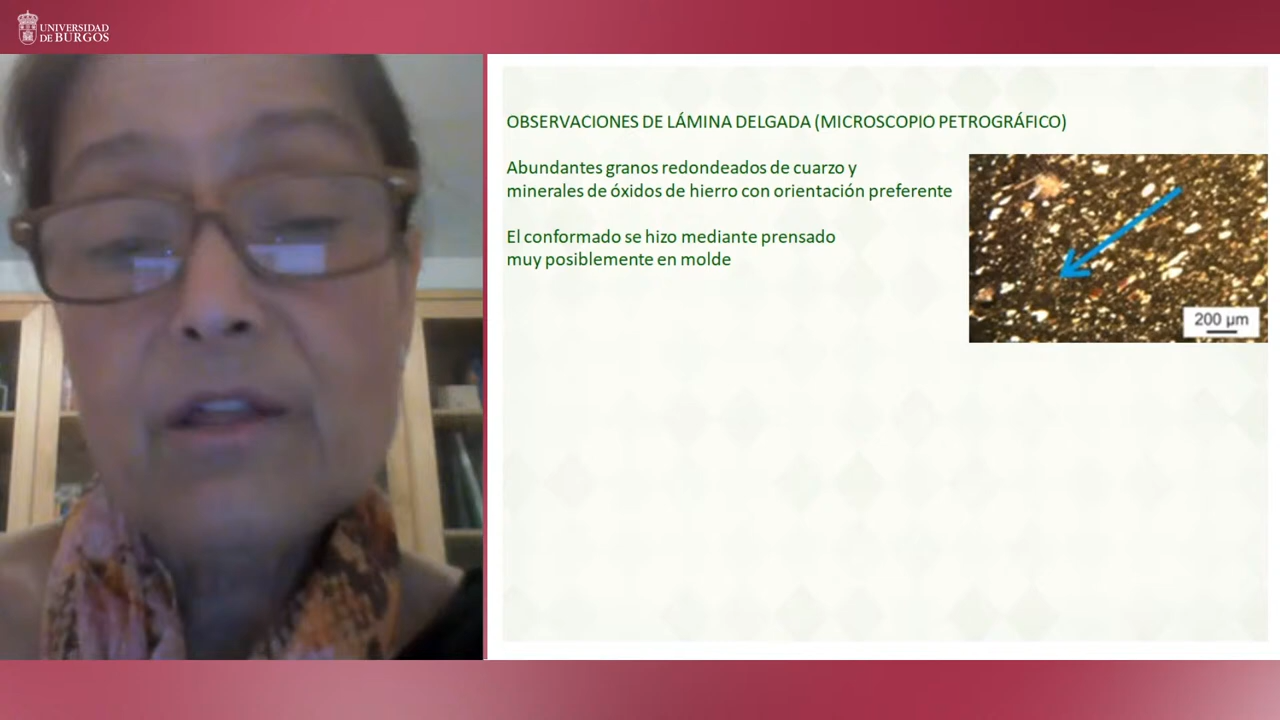 UNIVERSIDAD
DE BURGOS
OBSERVACIONES DE LÁMINA DELGADA (MICROSCOPIO PETROGRÁFICO)
Abundantes granos redondeados de cuarzo y
minerales de óxidos de hierro con orientación preferente
El conformado se hizo mediante prensado
muy posiblemente en molde
200 µm